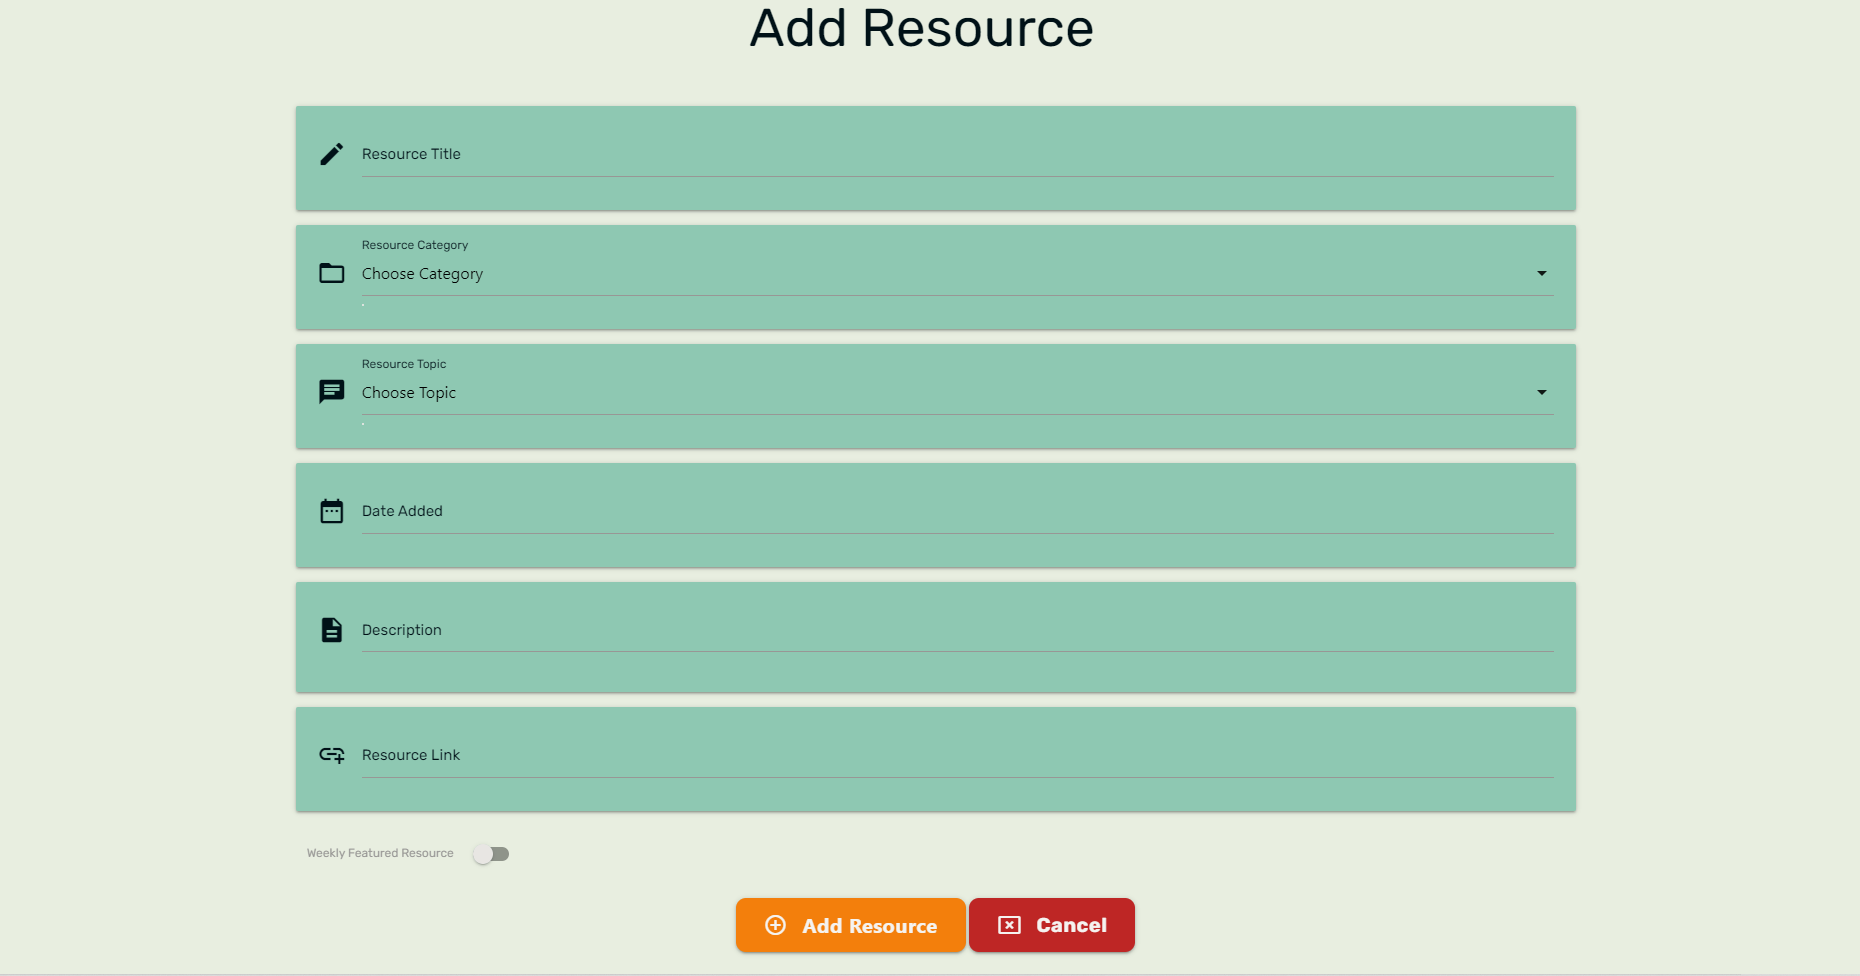 Add Resource
Resource Title
Resource Category
Choose Category
.
Resource Topic
Choose Topic
.
Date Added
Description
Resource Link
Weekly Featured Resource
Add Resource
Cancel